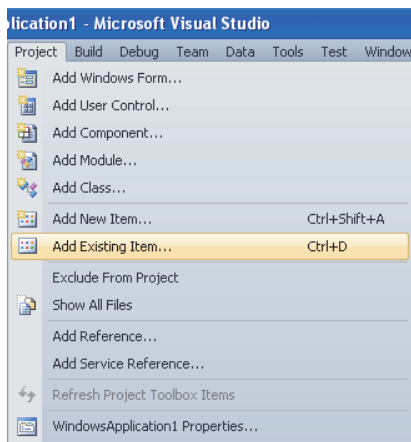 plication1 - Microsoft Visual Studio
Project Build Debug Team Data Tools Test Window
Add Windows Form...
Add User Control...
Add Component...
Add Module...
Add Class...
Add New Item... Ctrl+Shift+A
Add Existing Item... Ctrl+D
Exclude From Project
Show All Files
Add Reference...
Add Service Reference...
Refresh Project Toolbox Items
WindowsApplication1 Properties...